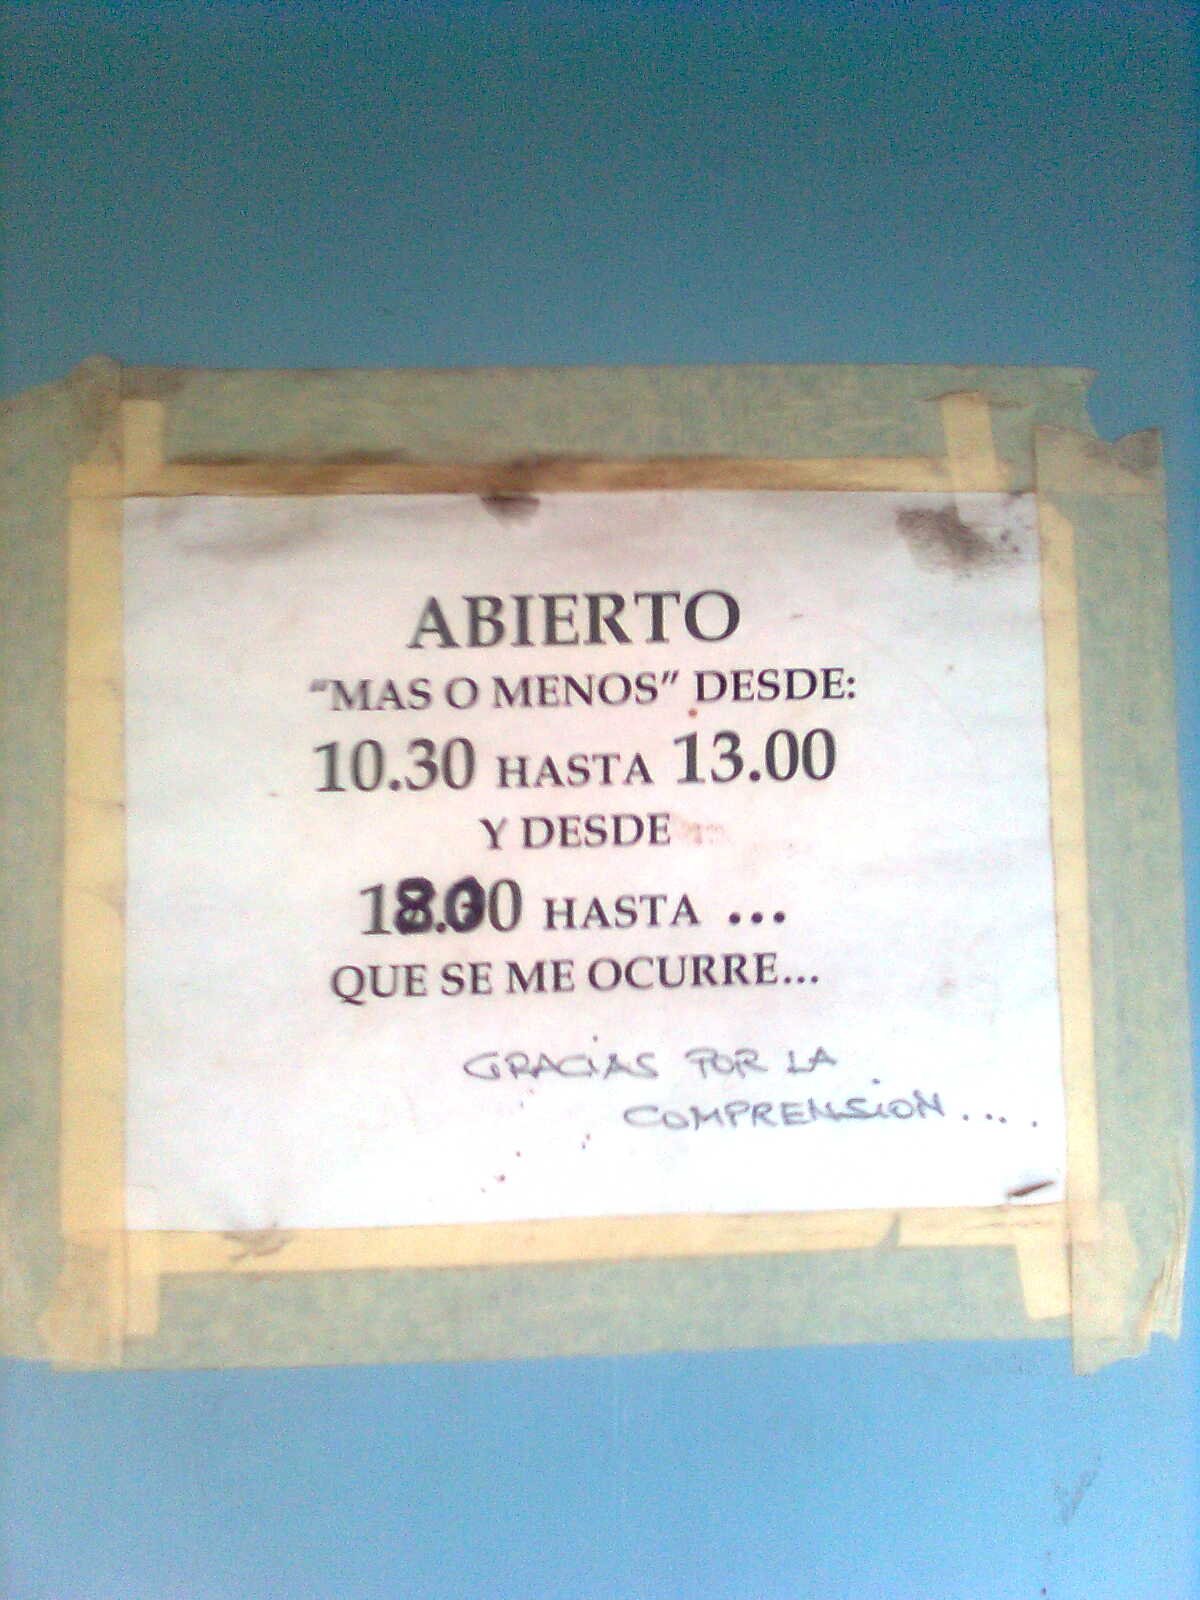 ABIERTO
"MAS O MENOS" DESDE:
10.30 HASTA 13.00
Y DESDE
18.00 HASTA ...
QUE SE ME OCURRE...
GRACIAS POR LA
COMPRENSION....